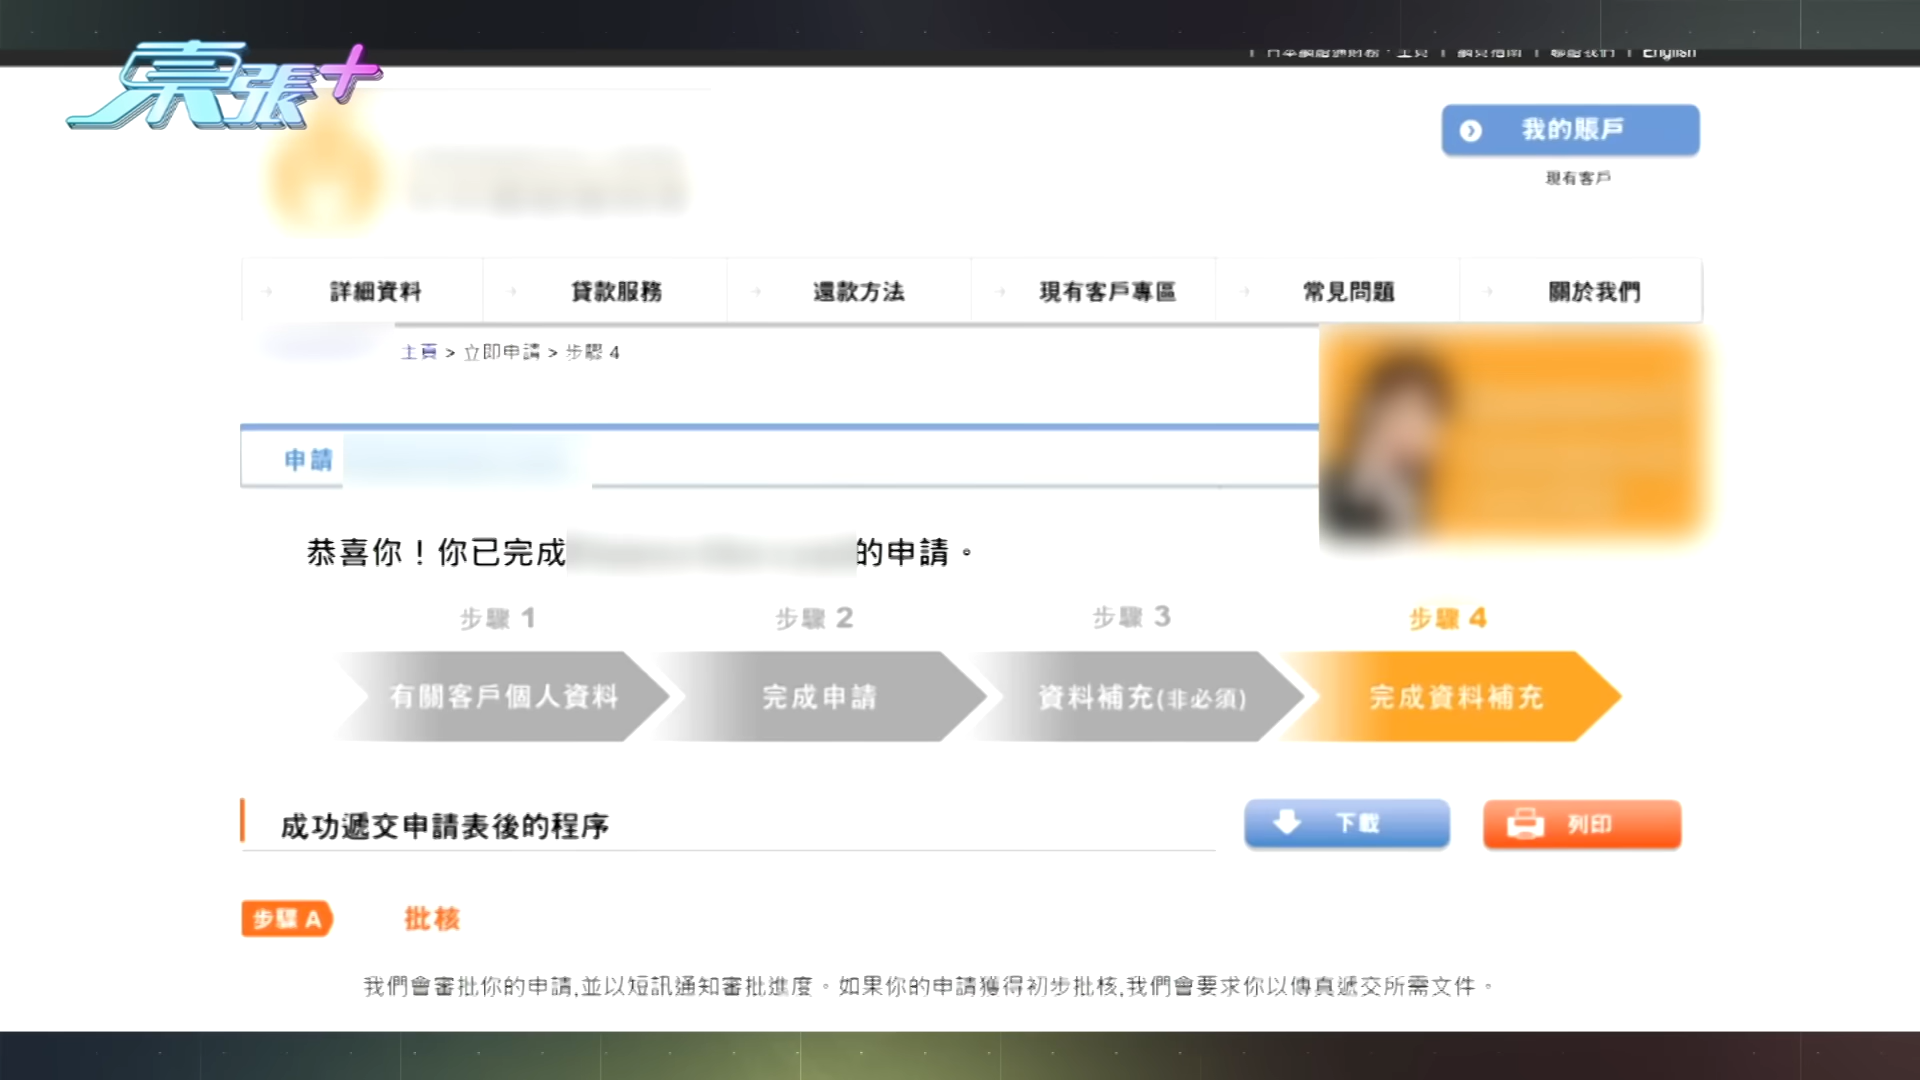 東張+
English
我的賬戶
現有客戶
詳細資料 貸款服務 還款方法 現有客戶專區 常見問題 關於我們
主頁 > 立即申請 > 步驟 4
申請
恭喜你！你已完成 的申請。
步驟 1 步驟 2 步驟 3 步驟 4
有關客戶個人資料 完成申請 資料補充(非必須) 完成資料補充
成功遞交申請表後的程序 下載 列印
步驟 A 批核
我們會審批你的申請,並以短訊通知審批進度。如果你的申請獲得初步批核,我們會要求你以傳真遞交所需文件。